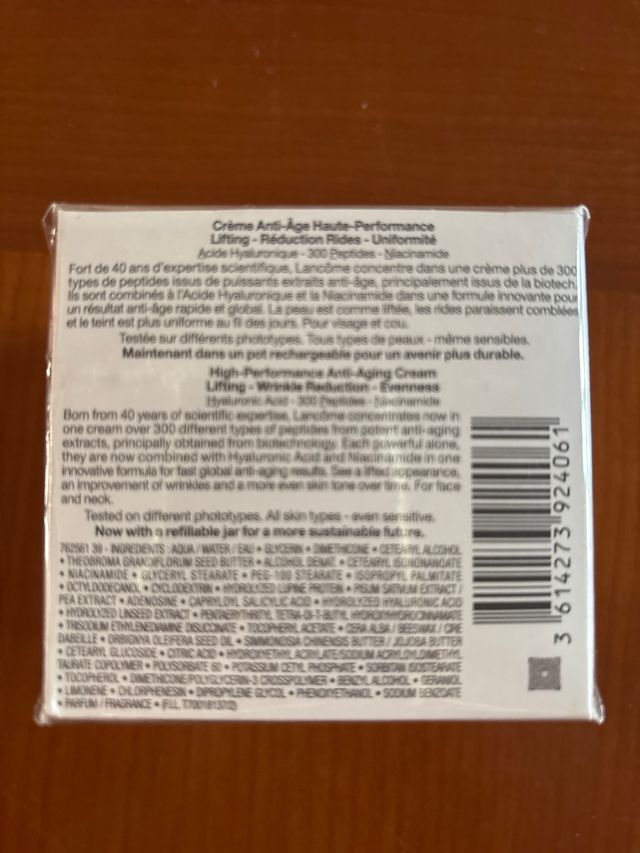 Crème Anti-Âge Haute-Performance
Lifting - Réduction Rides - Uniformité
Acide Hyaluronique - 300 Peptides - Niacinamide
Fort de 40 ans d'expertise scientifique, Lancôme concentre dans une crème plus de 300
types de peptides issus de puissants extraits anti-âge, principalement issus de la biotech.
Ils sont combinés à l'Acide Hyaluronique et la Niacinamide dans une formule innovante pour
un résultat anti-âge rapide et global. La peau est comme liftée, les rides paraissent comblées
et le teint est plus uniforme au fil des jours. Pour visage et cou.
Testée sur différents phototypes. Tous types de peaux - même sensibles.
Maintenant dans un pot rechargeable pour un avenir plus durable.
High-Performance Anti-Aging Cream
Lifting - Wrinkle Reduction - Evenness
Hyaluronic Acid - 300 Peptides - Niacinamide
Born from 40 years of scientific expertise, Lancôme concentrates now in
one cream over 300 different types of peptides from potent anti-aging
extracts, principally obtained from biotechnology. Each powerful alone,
they are now combined with Hyaluronic Acid and Niacinamide in one
innovative formula for fast global anti-aging results. See a lifted appearance,
an improvement of wrinkles and a more even skin tone over time. For face
and neck.
Tested on different phototypes. All skin types - even sensitive.
Now with a refillable jar for a more sustainable future.
762561 39 - INGREDIENTS : AQUA / WATER / EAU • GLYCERIN • DIMETHICONE • CETEARYL ALCOHOL
• THEOBROMA GRANDIFLORUM SEED BUTTER • ALCOHOL DENAT. • CETEARYL ISONONANOATE
• NIACINAMIDE • GLYCERYL STEARATE • PEG-100 STEARATE • ISOPROPYL PALMITATE
• OCTYLDODECANOL • CYCLODEXTRIN • HYDROLYZED LUPINE PROTEIN • PISUM SATIVUM EXTRACT /
PEA EXTRACT • ADENOSINE • CAPRYLOYL SALICYLIC ACID • HYDROLYZED HYALURONIC ACID
• HYDROLYZED LINSEED EXTRACT • PENTAERYTHRITYL TETRA-DI-T-BUTYL HYDROXYHYDROCINNAMATE
• TRISODIUM ETHYLENEDIAMINE DISUCCINATE • TOCOPHERYL ACETATE • CERA ALBA / BEESWAX / CIRE
DABEILLE • ORBIGNYA OLEIFERA SEED OIL • SIMMONDSIA CHINENSIS BUTTER / JOJOBA BUTTER
• CETEARYL GLUCOSIDE • CITRIC ACID • HYDROXYETHYL ACRYLATE/SODIUM ACRYLOYLDIMETHYL
TAURATE COPOLYMER • POLYSORBATE 60 • POTASSIUM CETYL PHOSPHATE • SORBITAN ISOSTEARATE
• TOCOPHEROL • DIMETHICONE/POLYGLYCERIN-3 CROSSPOLYMER • BENZYL ALCOHOL • GERANIOL
• LIMONENE • CHLORPHENESIN • DIPROPYLENE GLYCOL • PHENOXYETHANOL • SODIUM BENZOATE
• PARFUM / FRAGRANCE • (F.I.L.
3 614273 924061